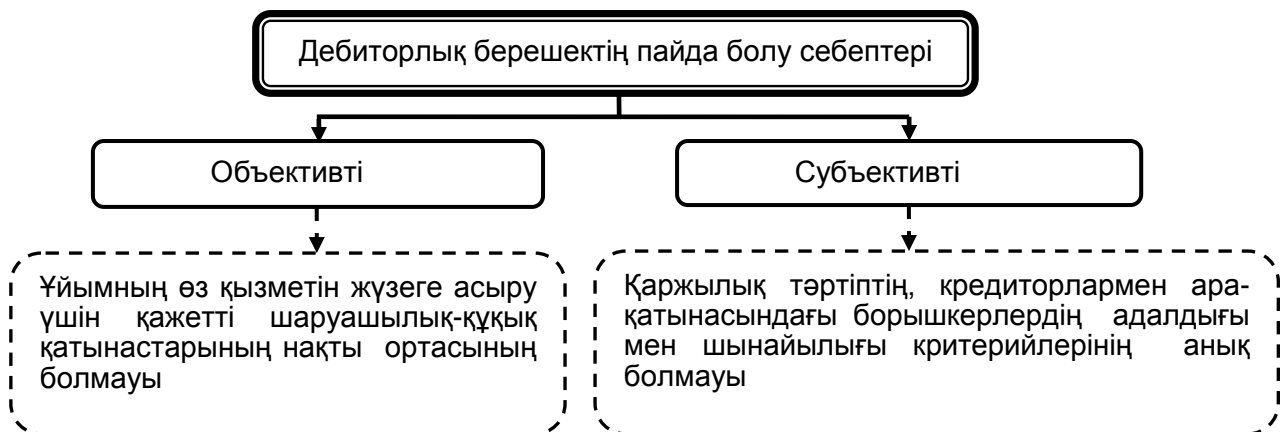 Дебиторлық берешектің пайда болу себептері
Объективті
Субъективті
Ұйымның өз қызметін жүзеге асыру
үшін қажетті шаруашылық-құқық
қатынастарының нақты ортасының
болмауы
Қаржылық тәртіптің, кредиторлармен ара-
қатынасындағы борышкерлердің адалдығы
мен шынайылығы критерийлерінің анық
болмауы